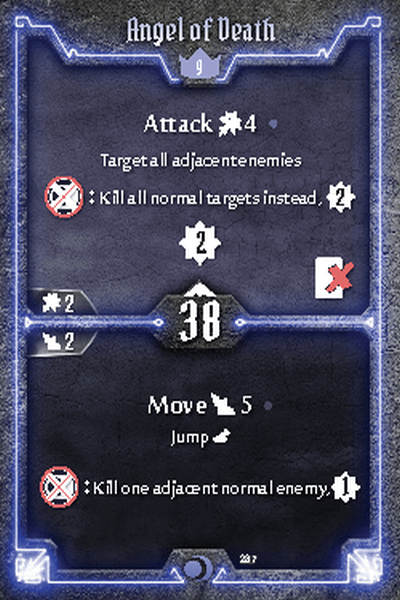 Angel of Death
9
Attack 4
Target all adjacent enemies
: Kill all normal targets instead, 2
2
2
38
2
Move 5
Jump
: Kill one adjacent normal enemy, 1
237